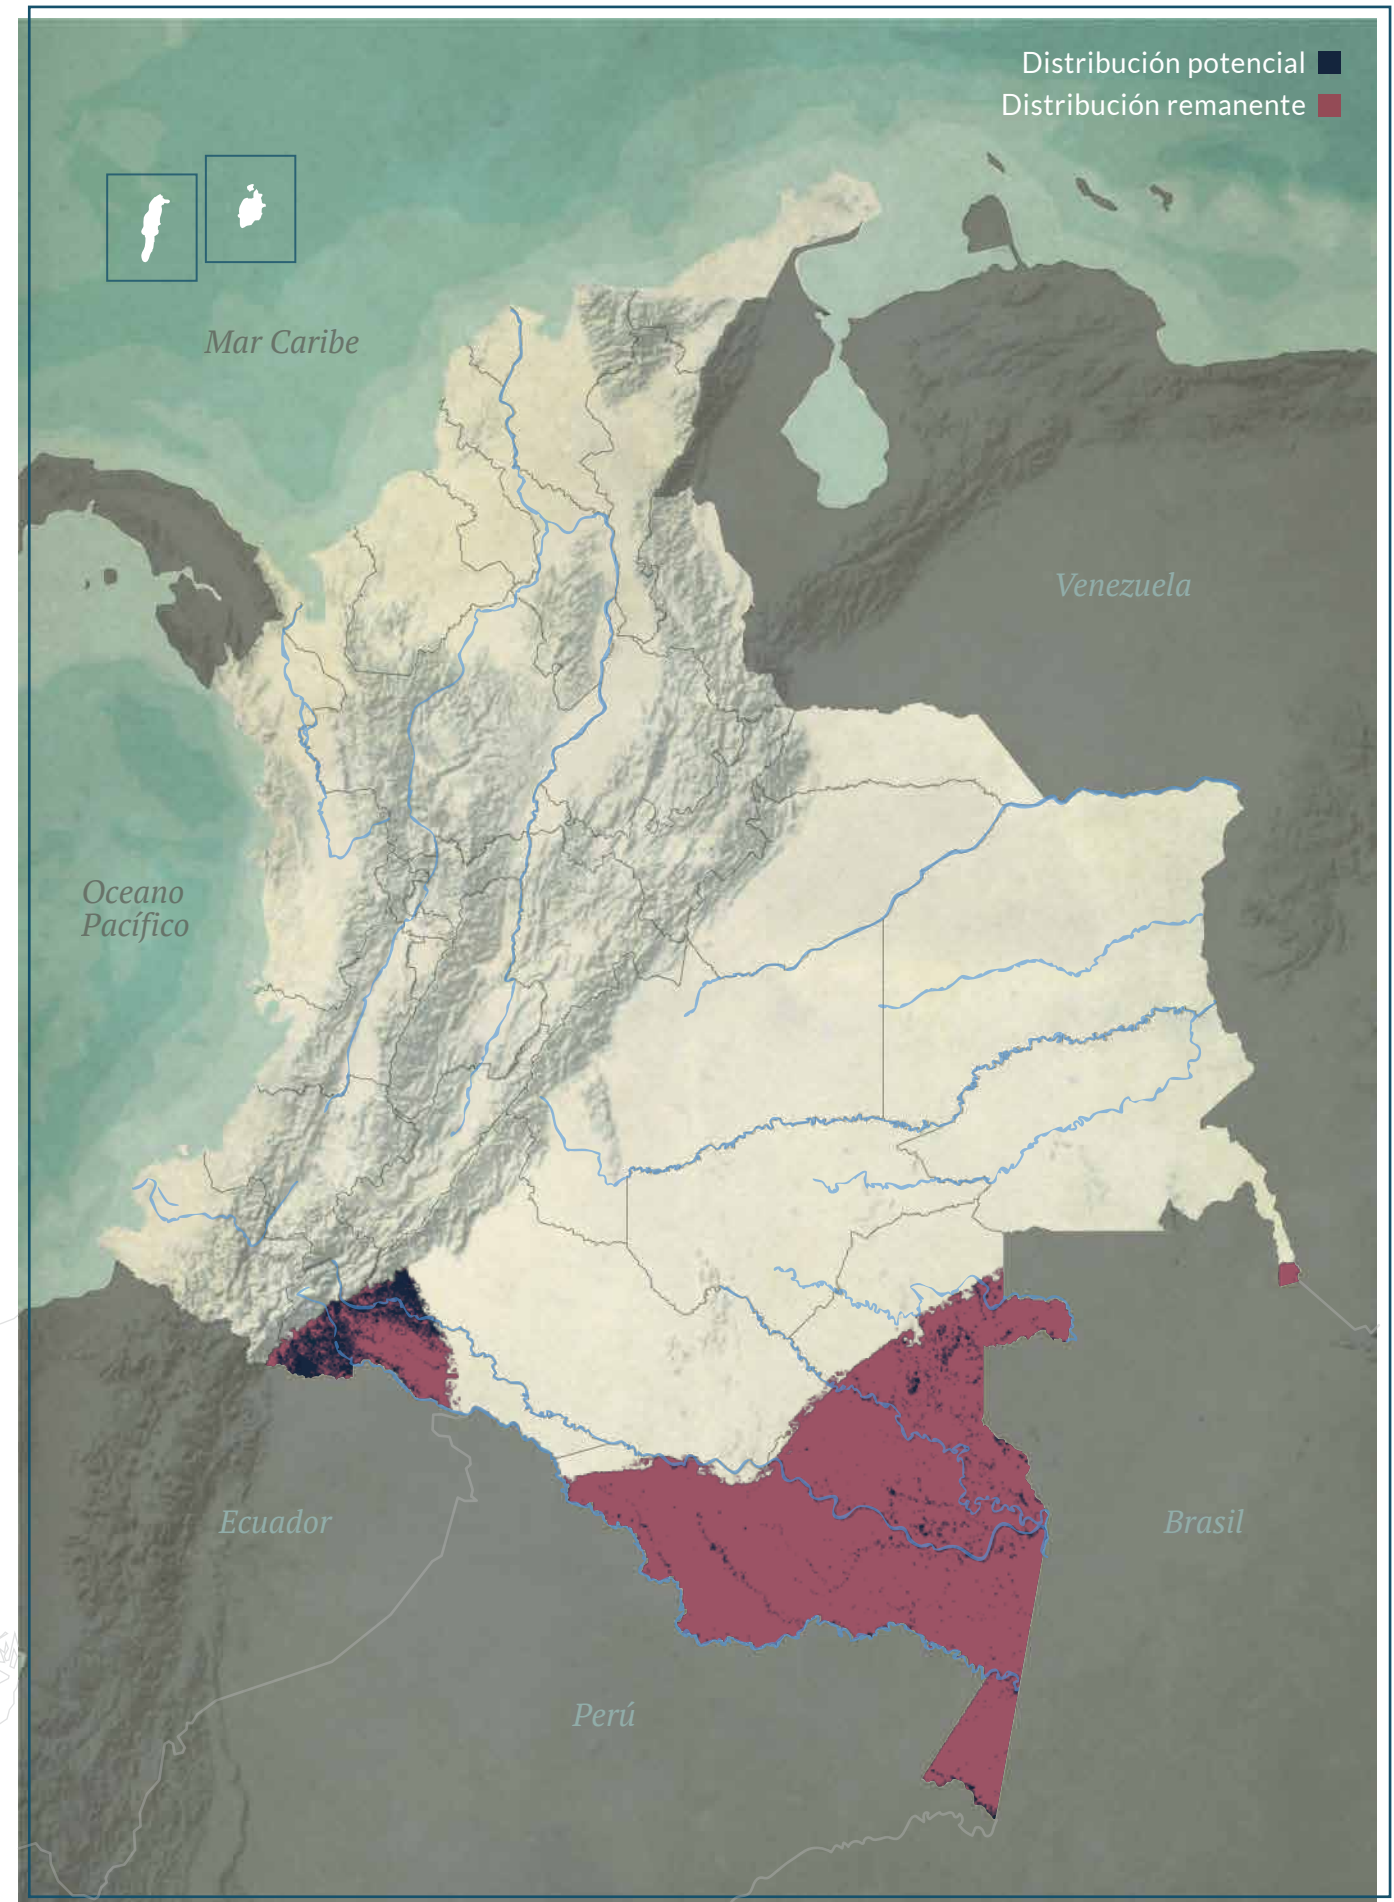 Distribución potencial
Distribución remanente
Mar Caribe
Venezuela
Oceano
Pacífico
Ecuador
Brasil
Perú